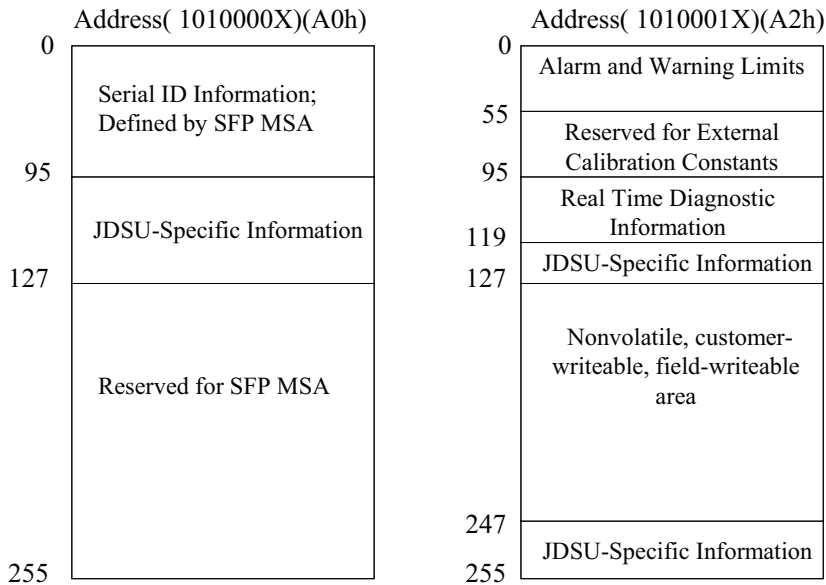 Address( 1010000X)(A0h)
0
Serial ID Information;
Defined by SFP MSA
95
JDSU-Specific Information
127
Reserved for SFP MSA
255
Address( 1010001X)(A2h)
0
Alarm and Warning Limits
55
Reserved for External
Calibration Constants
95
Real Time Diagnostic
Information
119
JDSU-Specific Information
127
Nonvolatile, customer-
writeable, field-writeable
area
247
JDSU-Specific Information
255